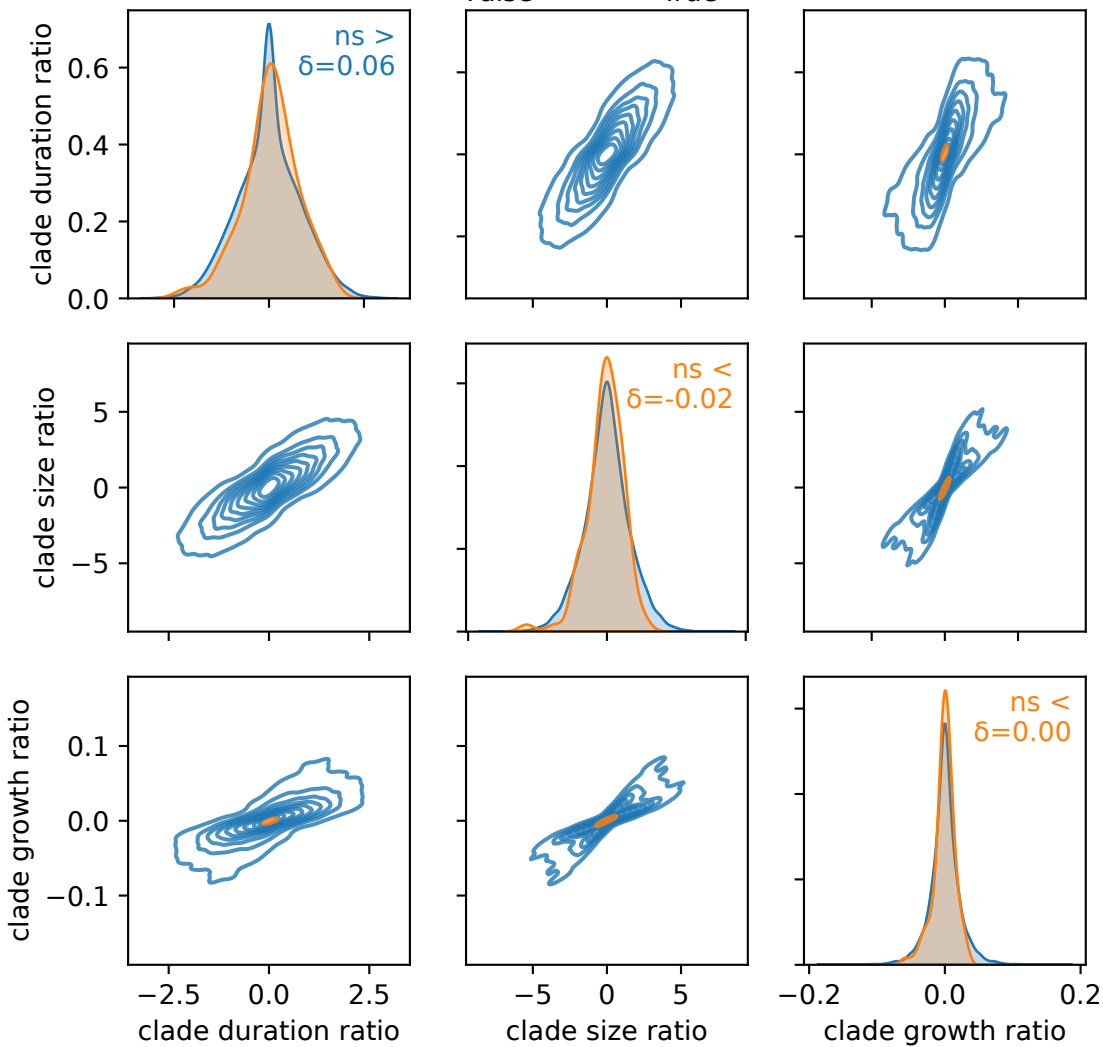 clade duration ratio
0.6
0.4
0.2
0.0
ns >
δ=0.06
clade size ratio
5
0
−5
ns <
δ=-0.02
clade growth ratio
0.1
0.0
−0.1
ns <
δ=0.00
−2.5 0.0 2.5
−5 0 5
−0.2 0.0 0.2
clade duration ratio
clade size ratio
clade growth ratio